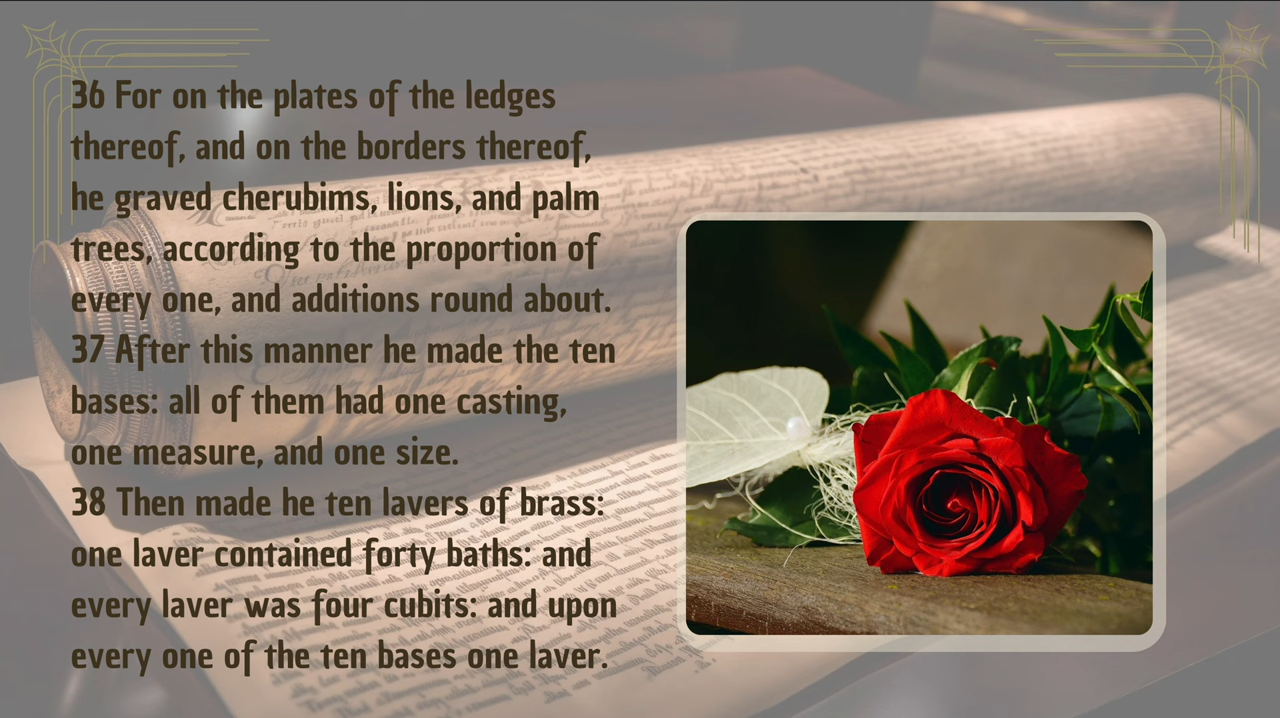 36 For on the plates of the ledges
thereof, and on the borders thereof,
he graved cherubims, lions, and palm
trees, according to the proportion of
every one, and additions round about.
37 After this manner he made the ten
bases: all of them had one casting,
one measure, and one size.
38 Then made he ten lavers of brass:
one laver contained forty baths: and
every laver was four cubits: and upon
every one of the ten bases one laver.